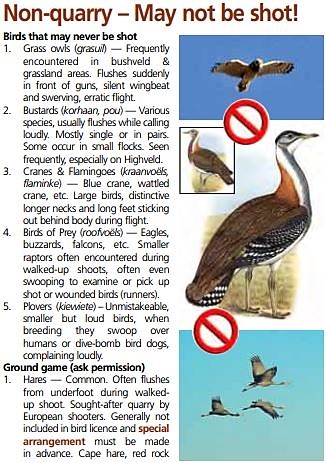 Non-quarry – May not be shot!
Birds that may never be shot
1. Grass owls (grasuil) — Frequently
encountered in bushveld &
grassland areas. Flushes suddenly
in front of guns, silent wingbeat
and swerving, erratic flight.
2. Bustards (korhaan, pou) — Various
species, usually flushes while calling
loudly. Mostly single or in pairs.
Some occur in small flocks. Seen
frequently, especially on Highveld.
3. Cranes & Flamingoes (kraanvoëls,
flaminke) — Blue crane, wattled
crane, etc. Large birds, distinctive
longer necks and long feet sticking
out behind body during flight.
4. Birds of Prey (roofvoëls) — Eagles,
buzzards, falcons, etc. Smaller
raptors often encountered during
walked-up shoots, often even
swooping to examine or pick up
shot or wounded birds (runners).
5. Plovers (kiewiete) – Unmistakeable,
smaller but loud birds, when
breeding they swoop over
humans or dive-bomb bird dogs,
complaining loudly.
Ground game (ask permission)
1. Hares — Common. Often flushes
from underfoot during walked-
up shoot. Sought-after quarry by
European shooters. Generally not
included in bird licence and special
arrangement must be made
in advance. Cape hare, red rock